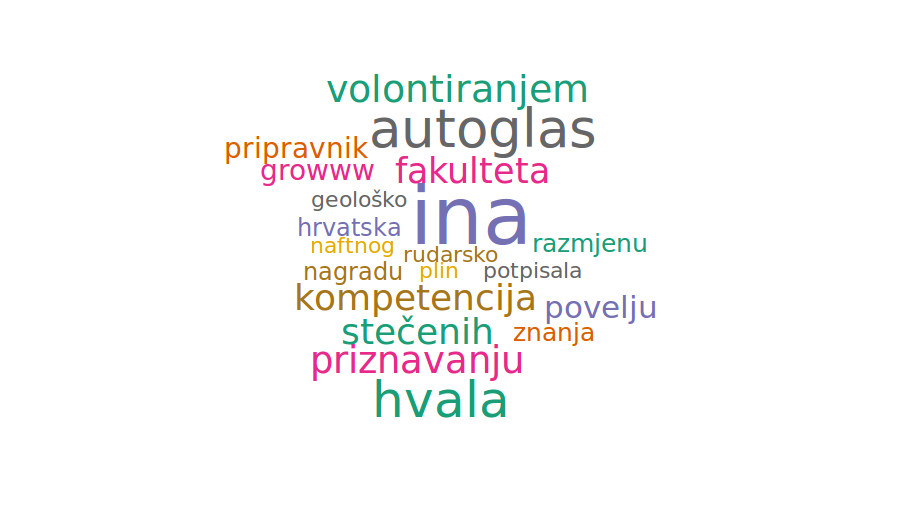 volontiranjem
autoglas
pripravnik
growww fakulteta
geološko
ina
hrvatska
razmjenu
naftnog
rudarsko
nagradu plin potpisala
kompetencija
povelju
stečenih znanja
priznavanju
hvala